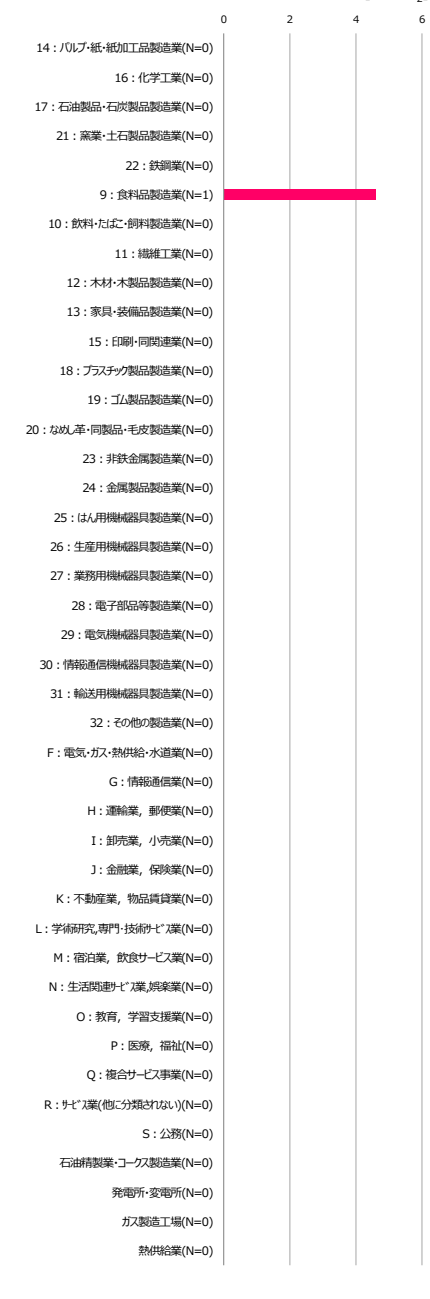 0 2 4 6
14：パルプ・紙・紙加工品製造業(N=0)
16：化学工業(N=0)
17：石油製品・石炭製品製造業(N=0)
21：窯業・土石製品製造業(N=0)
22：鉄鋼業(N=0)
9：食料品製造業(N=1)
10：飲料・たばこ・飼料製造業(N=0)
11：繊維工業(N=0)
12：木材・木製品製造業(N=0)
13：家具・装備品製造業(N=0)
15：印刷・同関連業(N=0)
18：プラスチック製品製造業(N=0)
19：ゴム製品製造業(N=0)
20：なめし革・同製品・毛皮製造業(N=0)
23：非鉄金属製造業(N=0)
24：金属製品製造業(N=0)
25：はん用機械器具製造業(N=0)
26：生産用機械器具製造業(N=0)
27：業務用機械器具製造業(N=0)
28：電子部品等製造業(N=0)
29：電気機械器具製造業(N=0)
30：情報通信機械器具製造業(N=0)
31：輸送用機械器具製造業(N=0)
32：その他の製造業(N=0)
F：電気・ガス・熱供給・水道業(N=0)
G：情報通信業(N=0)
H：運輸業，郵便業(N=0)
I：卸売業，小売業(N=0)
J：金融業，保険業(N=0)
K：不動産業，物品賃貸業(N=0)
L：学術研究,専門・技術ｻｰﾋﾞｽ業(N=0)
M：宿泊業，飲食サービス業(N=0)
N：生活関連ｻｰﾋﾞｽ業,娯楽業(N=0)
O：教育，学習支援業(N=0)
P：医療，福祉(N=0)
Q：複合サービス事業(N=0)
R：ｻｰﾋﾞｽ業(他に分類されない)(N=0)
S：公務(N=0)
石油精製業・コークス製造業(N=0)
発電所・変電所(N=0)
ガス製造工場(N=0)
熱供給業(N=0)